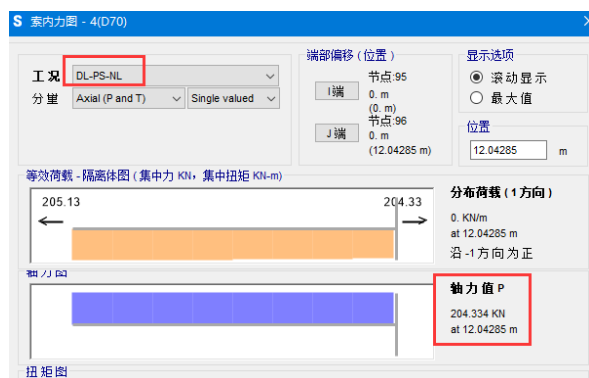 S 索内力图 - 4(D70)
工况 DL-PS-NL
分量 Axial (P and T) Single valued
端部偏移（位置）
I端
节点:95
0. m
(0. m)
J端
节点:96
0. m
(12.04285 m)
显示选项
滚动显示
最大值
位置
12.04285 m
等效荷载 - 隔离体图 ( 集中力 KN，集中扭矩 KN-m)
205.13 204.33
分布荷载 ( 1 方向 )
0. KN/m
at 12.04285 m
沿 -1 方向为正
轴力图
轴力值 P
204.334 KN
at 12.04285 m
扭矩图